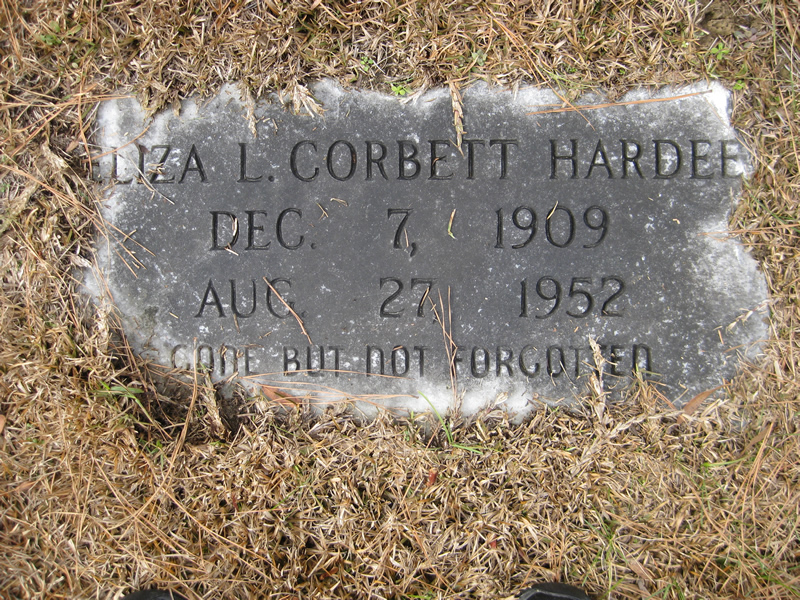 ELIZA L. CORBETT HARDEE
DEC. 7, 1909
AUG. 27, 1952
GONE BUT NOT FORGOTTEN